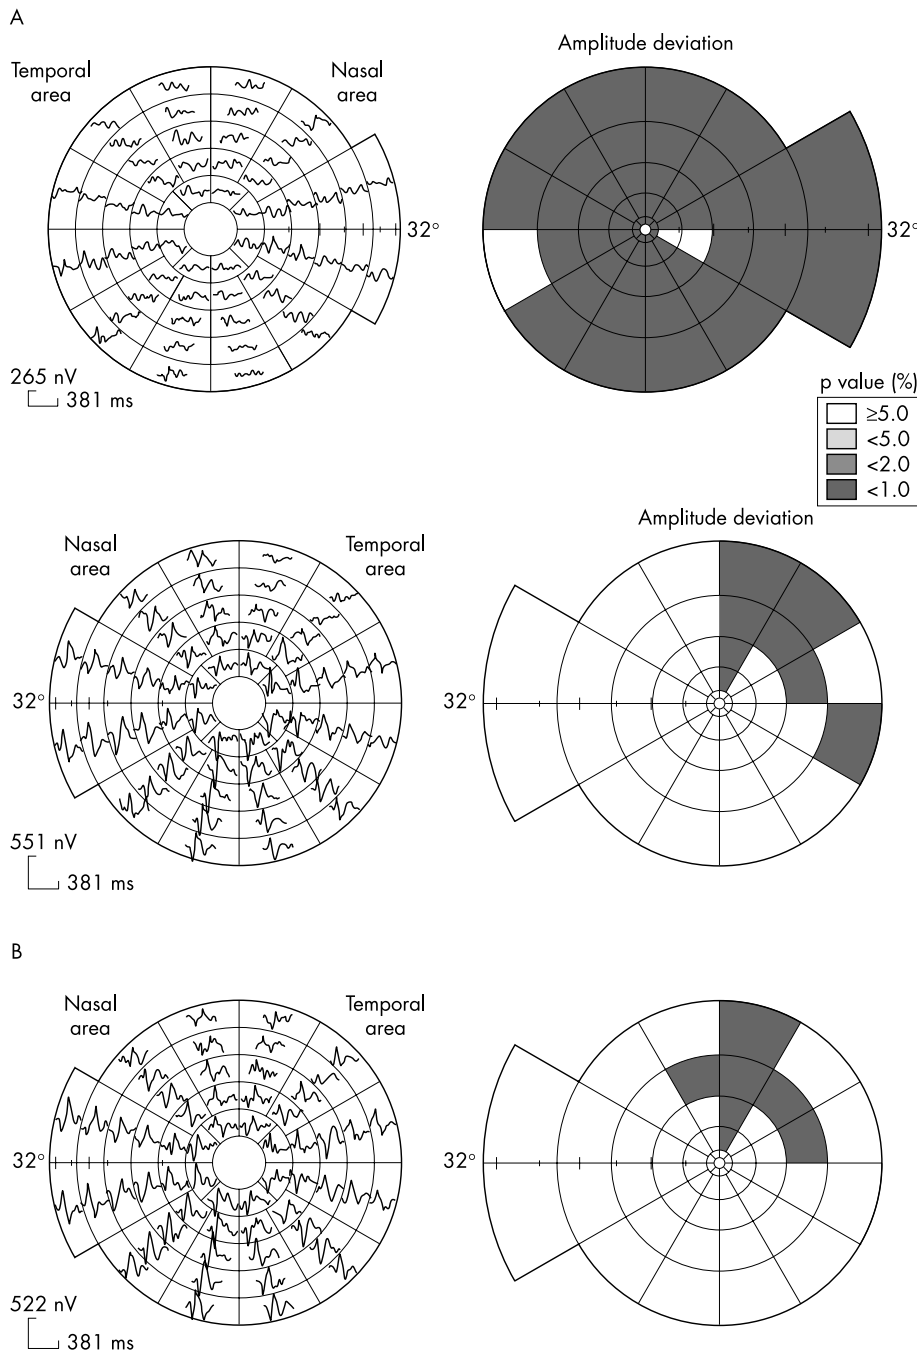 A
Amplitude deviation
Temporal
area
Nasal
area
32°
32°
265 nV
381 ms
p value (%)
≥5.0
<5.0
<2.0
<1.0
Amplitude deviation
Nasal
area
Temporal
area
32°
32°
551 nV
381 ms
B
Nasal
area
Temporal
area
32°
32°
522 nV
381 ms